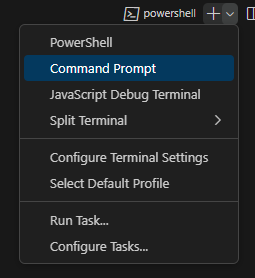 powershell
PowerShell
Command Prompt
JavaScript Debug Terminal
Split Terminal
Configure Terminal Settings
Select Default Profile
Run Task...
Configure Tasks...